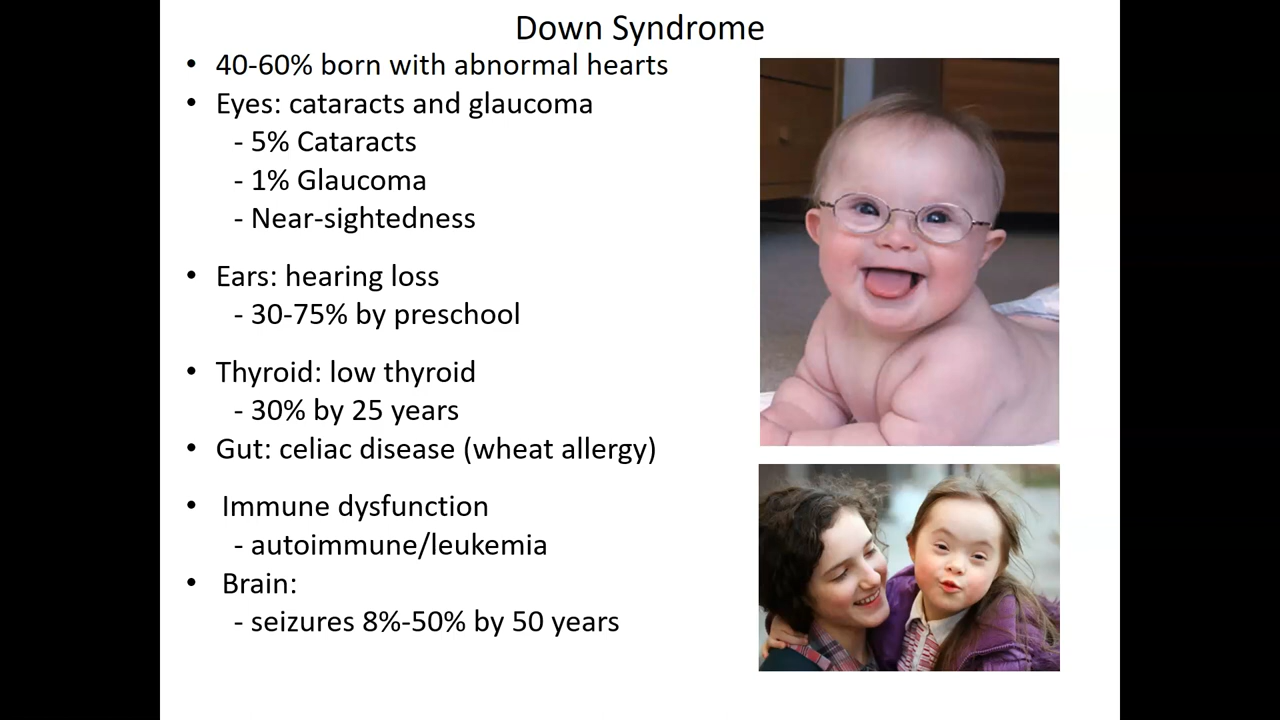 Down Syndrome
• 40-60% born with abnormal hearts
• Eyes: cataracts and glaucoma
- 5% Cataracts
- 1% Glaucoma
- Near-sightedness
• Ears: hearing loss
- 30-75% by preschool
• Thyroid: low thyroid
- 30% by 25 years
• Gut: celiac disease (wheat allergy)
• Immune dysfunction
- autoimmune/leukemia
• Brain:
- seizures 8%-50% by 50 years